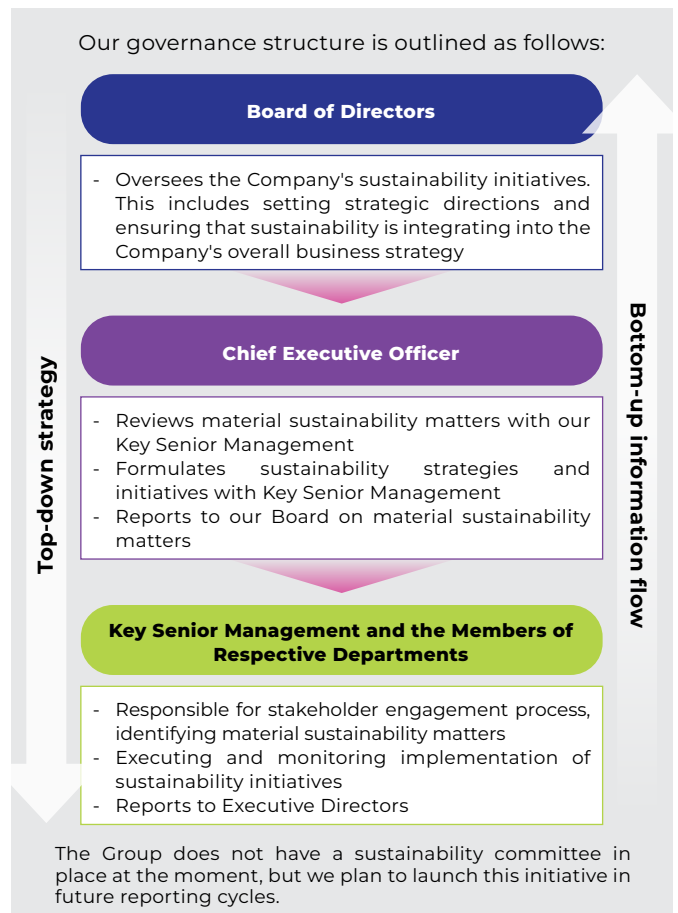 Our governance structure is outlined as follows:
Board of Directors
- Oversees the Company's sustainability initiatives.
This includes setting strategic directions and
ensuring that sustainability is integrating into the
Company's overall business strategy
Chief Executive Officer
- Reviews material sustainability matters with our
Key Senior Management
- Formulates sustainability strategies and
initiatives with Key Senior Management
- Reports to our Board on material sustainability
matters
Key Senior Management and the Members of
Respective Departments
- Responsible for stakeholder engagement process,
identifying material sustainability matters
- Executing and monitoring implementation of
sustainability initiatives
- Reports to Executive Directors
Top-down strategy
Bottom-up information flow
The Group does not have a sustainability committee in
place at the moment, but we plan to launch this initiative in
future reporting cycles.